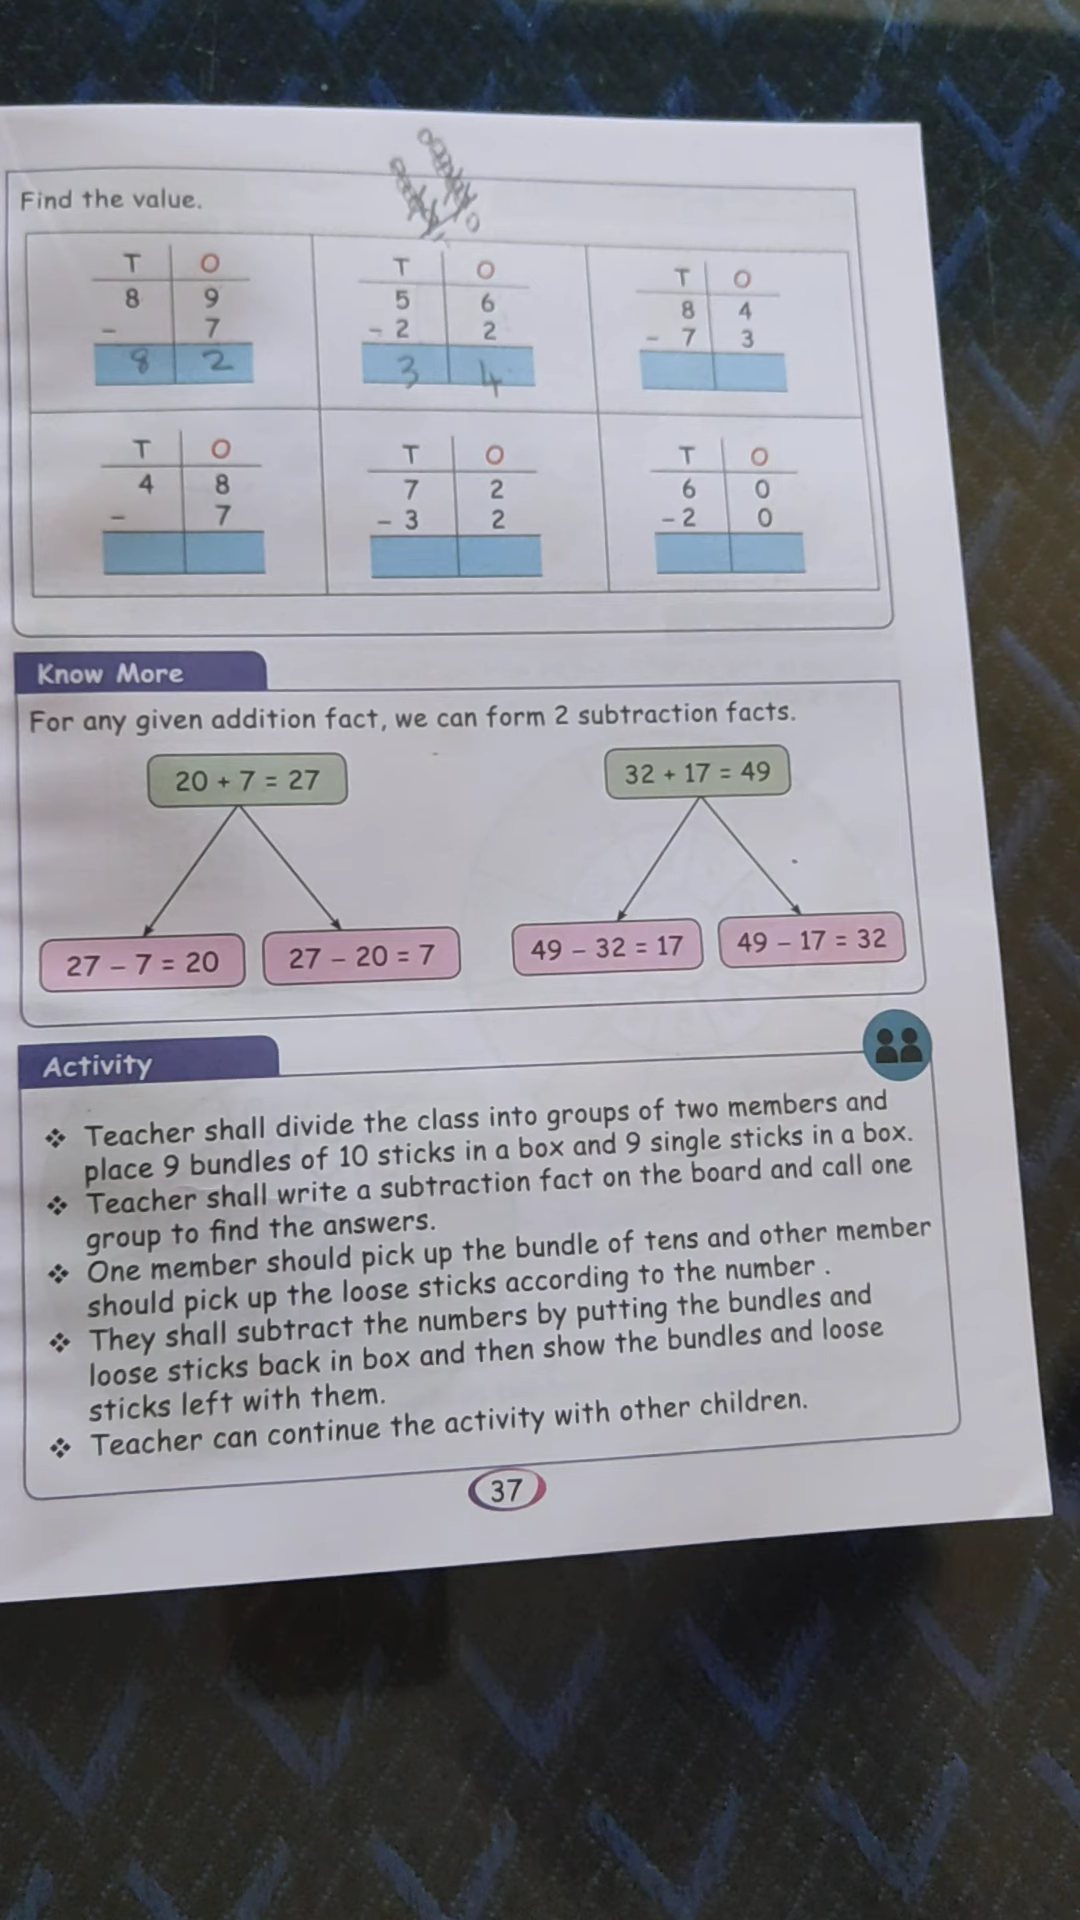 Find the value.
T O
8 9
- 7
8 2
T O
5 6
- 2 2
3 4
T O
8 4
- 7 3
T O
4 8
- 7
T O
7 2
- 3 2
T O
6 0
- 2 0
Know More
For any given addition fact, we can form 2 subtraction facts.
20 + 7 = 27
32 + 17 = 49
27 – 7 = 20
27 – 20 = 7
49 – 32 = 17
49 – 17 = 32
Activity
❖ Teacher shall divide the class into groups of two members and
place 9 bundles of 10 sticks in a box and 9 single sticks in a box.
❖ Teacher shall write a subtraction fact on the board and call one
group to find the answers.
❖ One member should pick up the bundle of tens and other member
should pick up the loose sticks according to the number .
❖ They shall subtract the numbers by putting the bundles and
loose sticks back in box and then show the bundles and loose
sticks left with them.
❖ Teacher can continue the activity with other children.
37